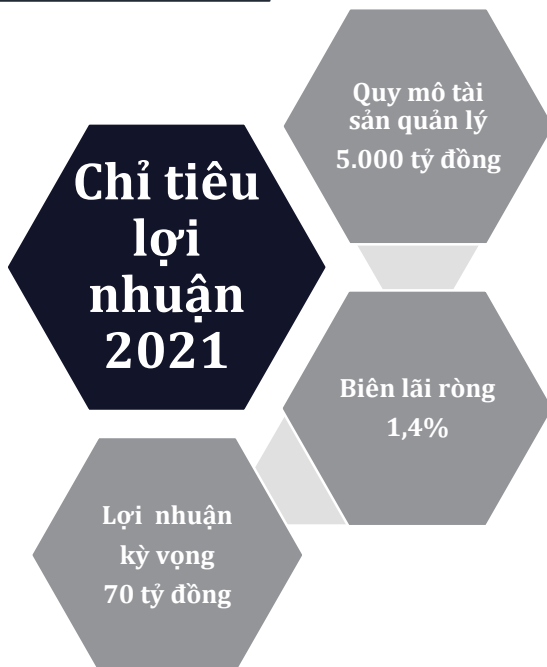 Chỉ tiêu
lợi
nhuận
2021
Quy mô tài
sản quản lý
5.000 tỷ đồng
Biên lãi ròng
1,4%
Lợi nhuận
kỳ vọng
70 tỷ đồng